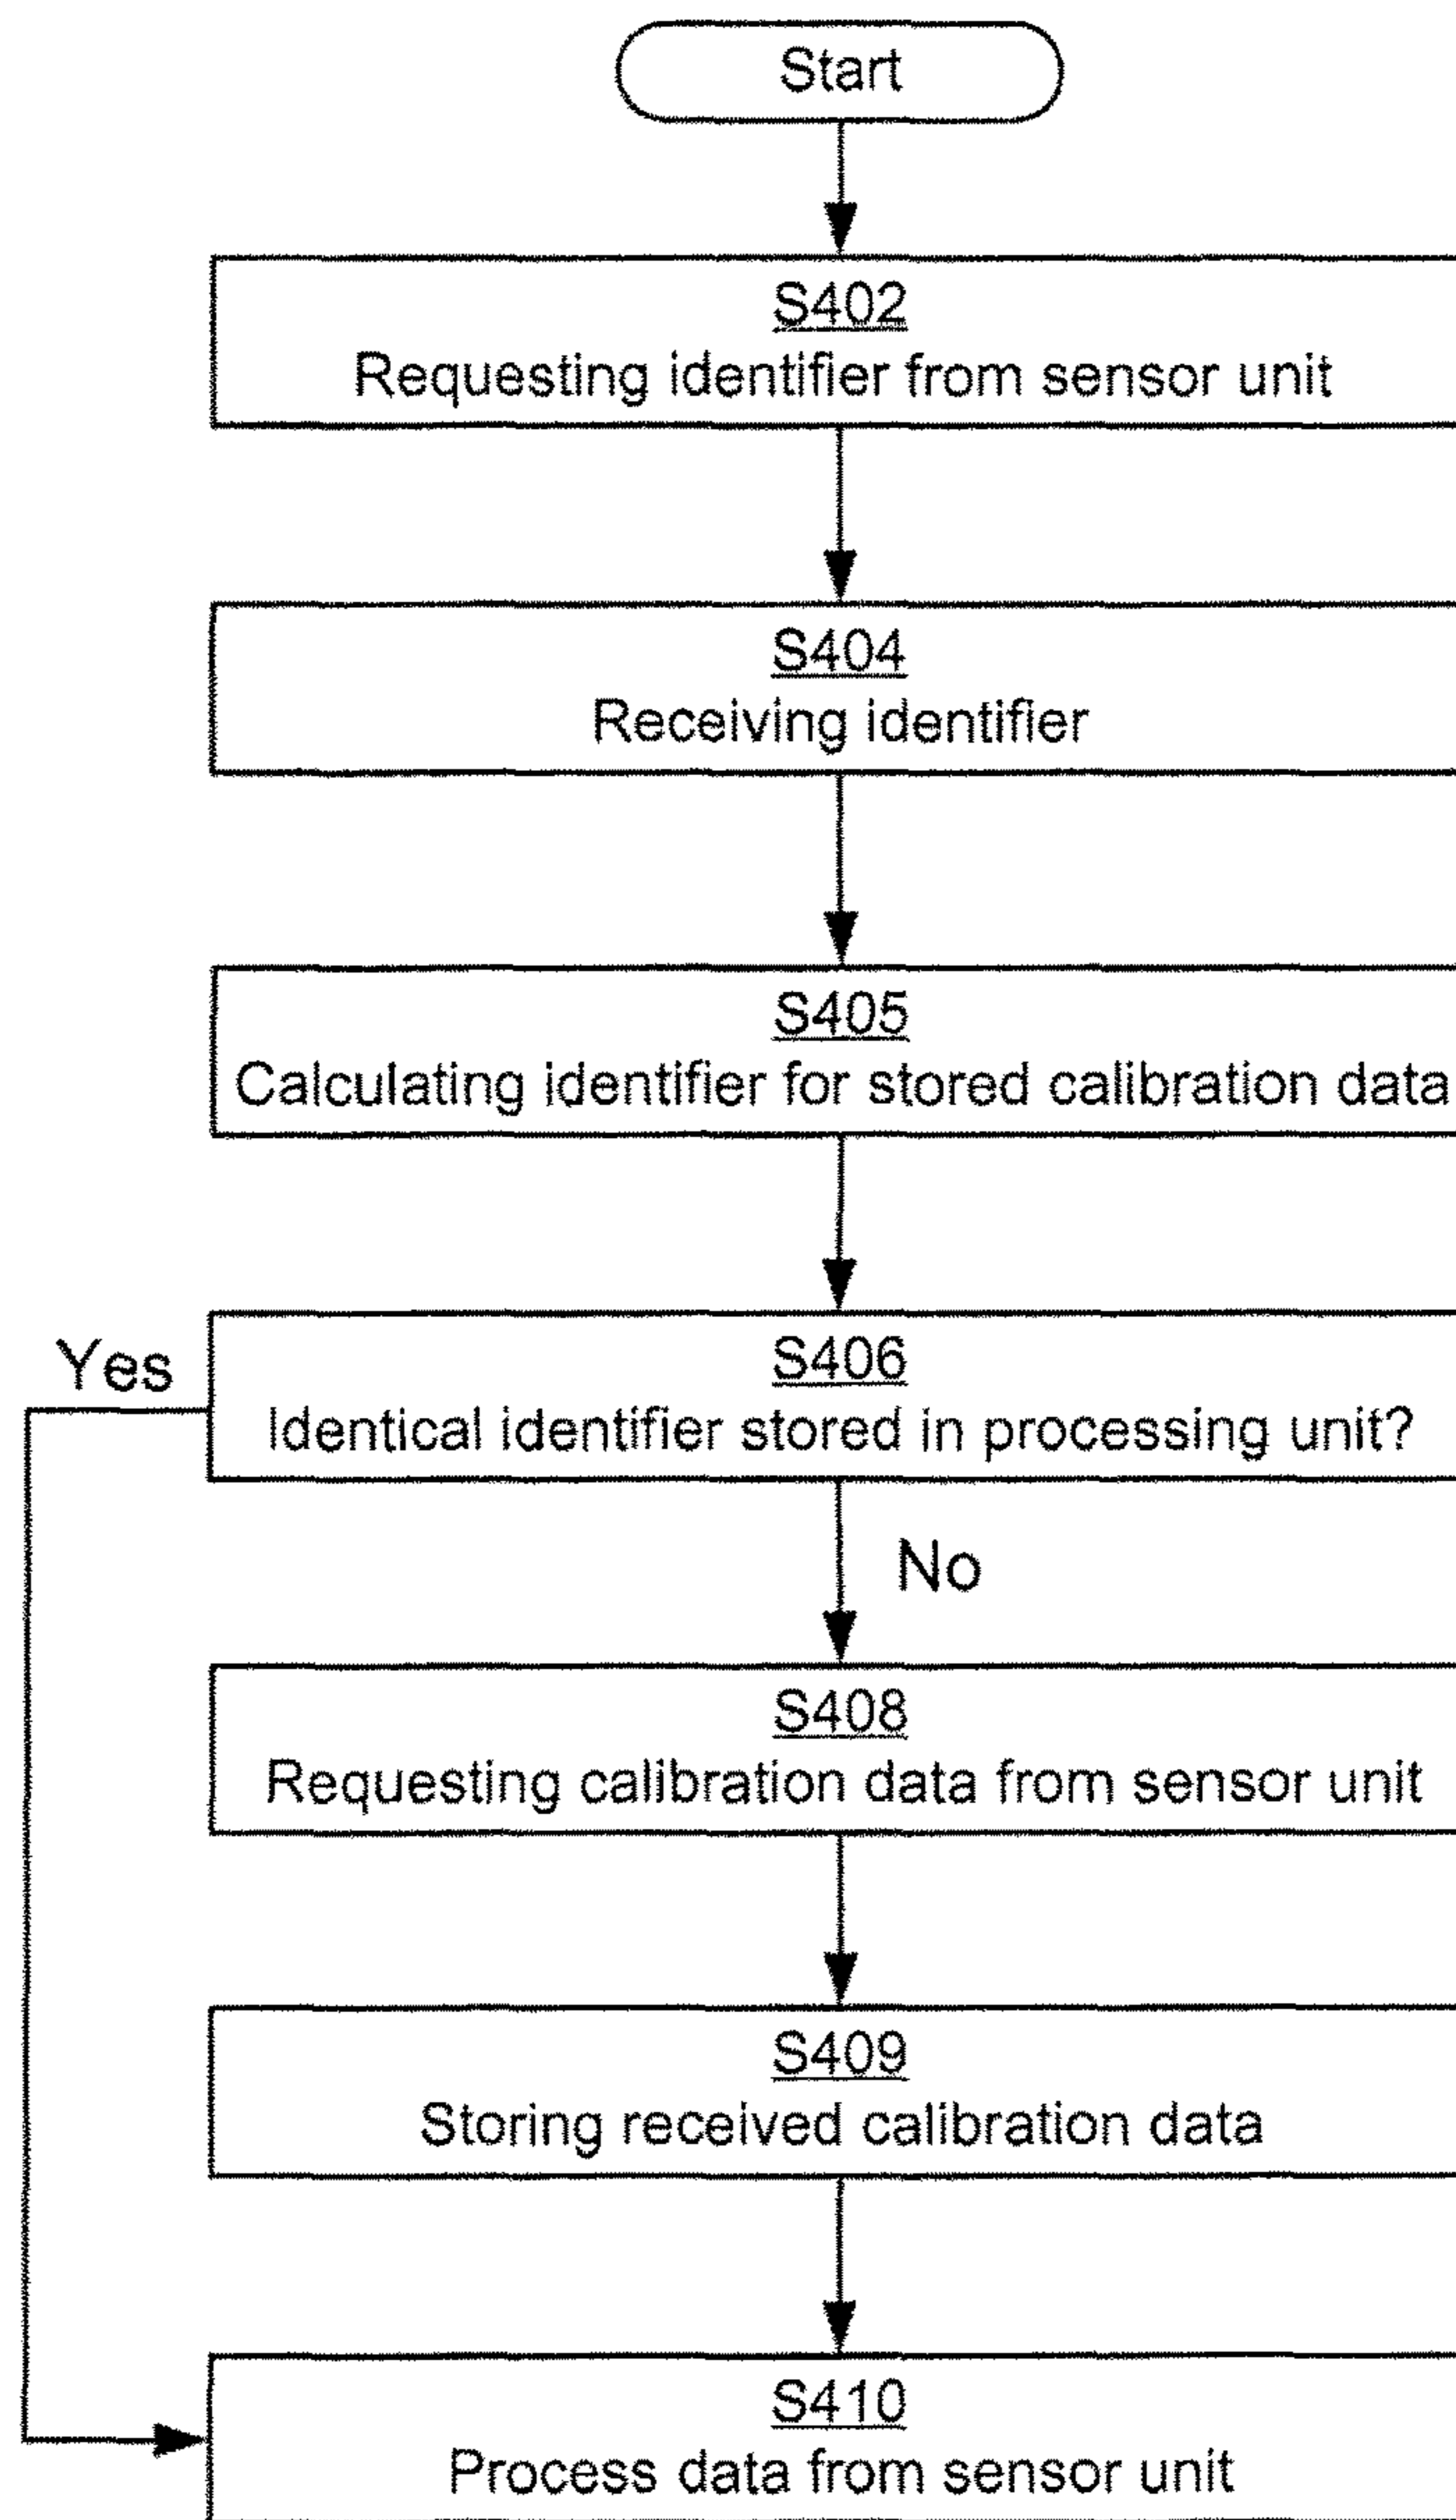 Start
S402
Requesting identifier from sensor unit
S404
Receiving identifier
S405
Calculating identifier for stored calibration data
Yes
S406
Identical identifier stored in processing unit?
No
S408
Requesting calibration data from sensor unit
S409
Storing received calibration data
S410
Process data from sensor unit